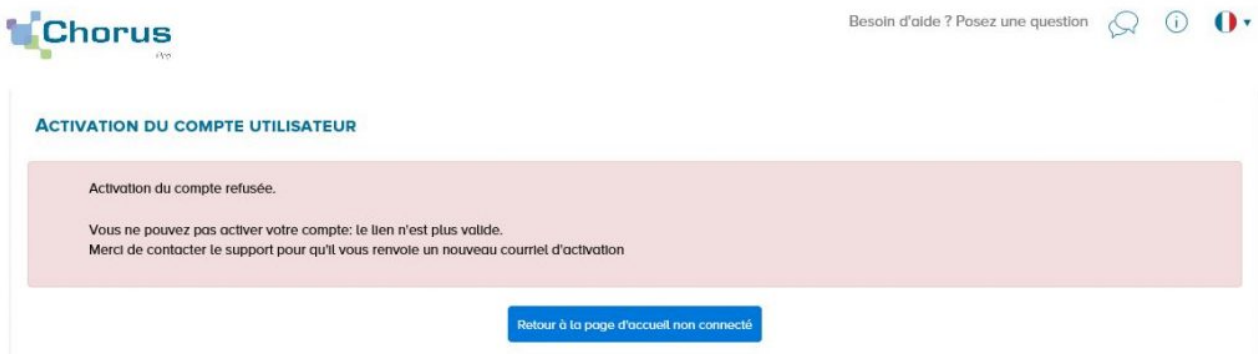 Chorus
Pro
Besoin d'aide ? Posez une question
ACTIVATION DU COMPTE UTILISATEUR
Activation du compte refusée.
Vous ne pouvez pas activer votre compte: le lien n'est plus valide.
Merci de contacter le support pour qu'il vous renvoie un nouveau courriel d'activation
Retour à la page d'accueil non connecté